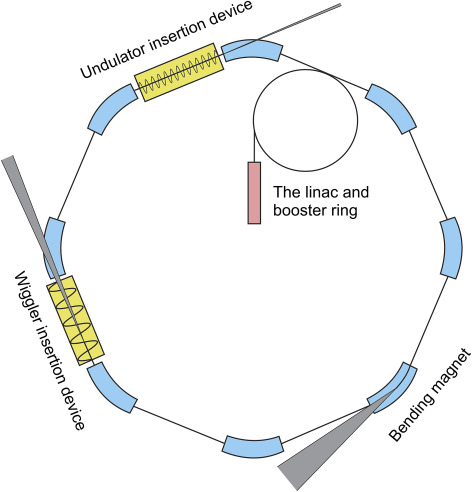 Undulator insertion device
The linac and
booster ring
Wiggler insertion device
Bending magnet